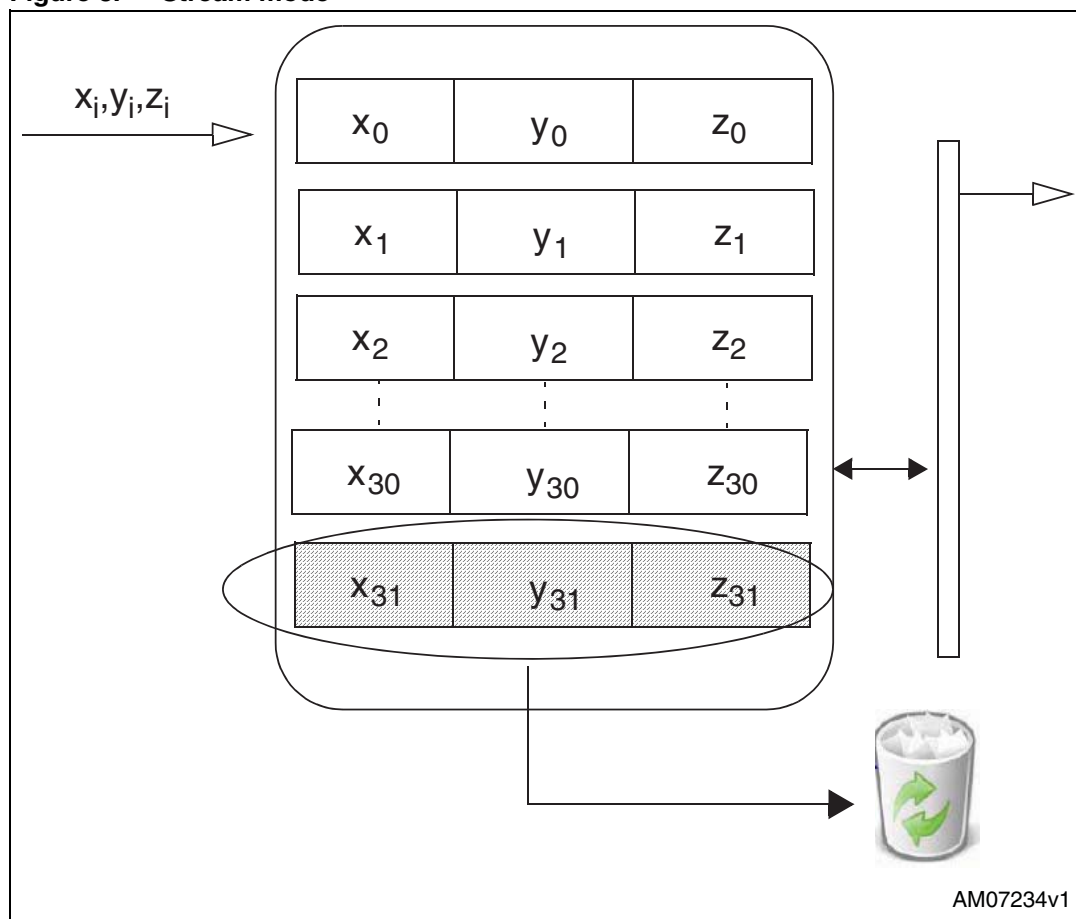 xᵢ,yᵢ,zᵢ
x₀ y₀ z₀
x₁ y₁ z₁
x₂ y₂ z₂
x₃₀ y₃₀ z₃₀
x₃₁ y₃₁ z₃₁
AM07234v1